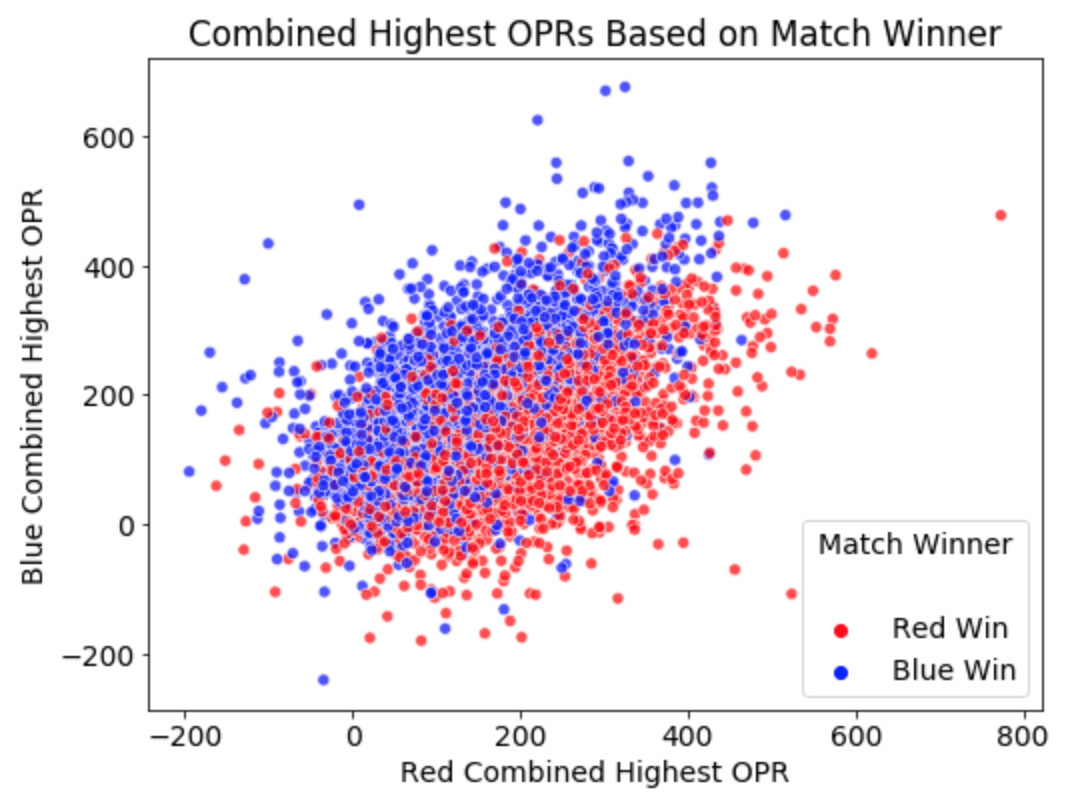 Combined Highest OPRs Based on Match Winner
Blue Combined Highest OPR
600
400
200
0
−200
−200 0 200 400 600 800
Red Combined Highest OPR
Match Winner
Red Win
Blue Win